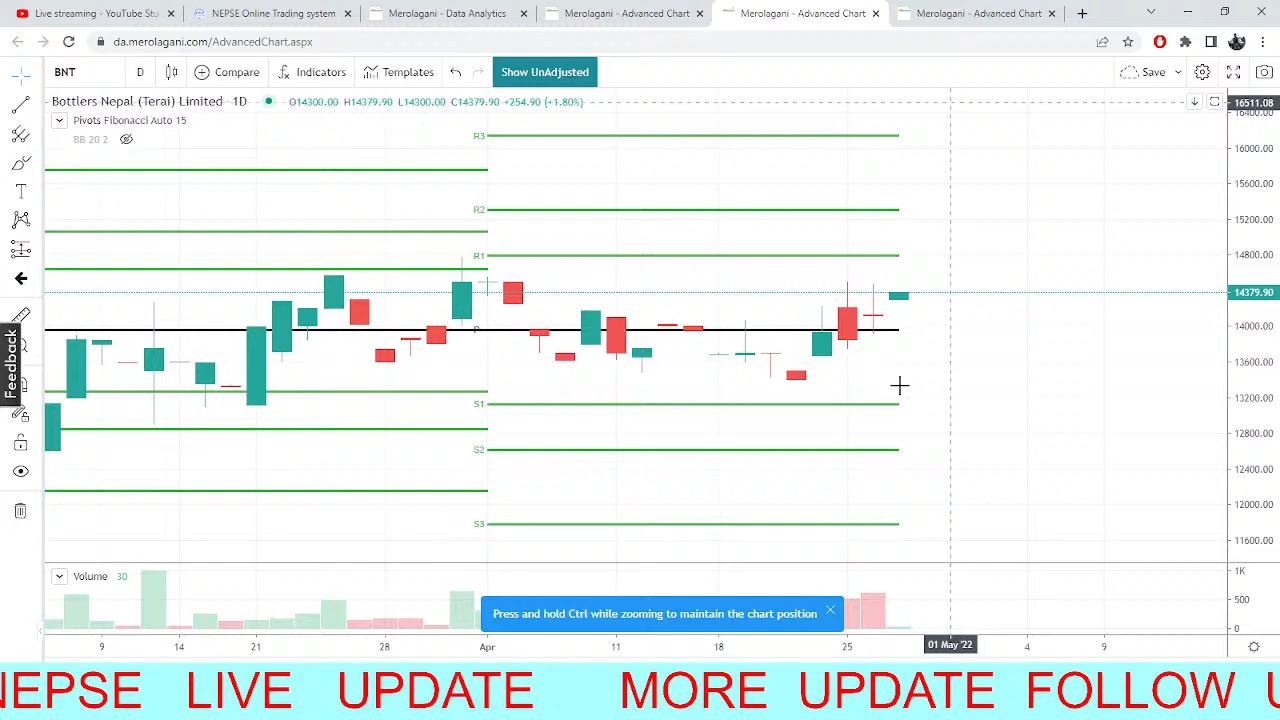 Live streaming - YouTube Stu
NEPSE Online Trading system
Merolagani - Data Analytics
Merolagani - Advanced Chart
Merolagani - Advanced Chart
Merolagani - Advanced Chart
da.merolagani.com/AdvancedChart.aspx
BNT D Compare Indicators Templates Show UnAdjusted Save
Bottlers Nepal (Terai) Limited 1D O14300.00 H14379.90 L14300.00 C14379.90 +254.90 (+1.80%)
Pivots Fibonacci Auto 15
BB 20 2
16511.08
16400.00
16000.00
15600.00
15200.00
14800.00
14379.90
14000.00
13600.00
13200.00
12800.00
12400.00
12000.00
11600.00
R3
R2
R1
P
S1
S2
S3
Feedback
Volume 30
1K
500
0
Press and hold Ctrl while zooming to maintain the chart position
9 14 21 28 Apr 11 18 25 01 May '22 4 9
NEPSE LIVE UPDATE MORE UPDATE FOLLOW U